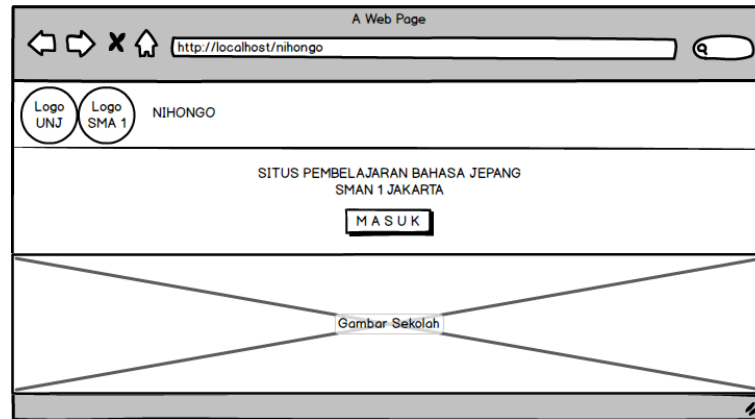 A Web Page
http://localhost/nihongo
Logo
UNJ
Logo
SMA 1
NIHONGO
SITUS PEMBELAJARAN BAHASA JEPANG
SMAN 1 JAKARTA
MASUK
Gambar Sekolah